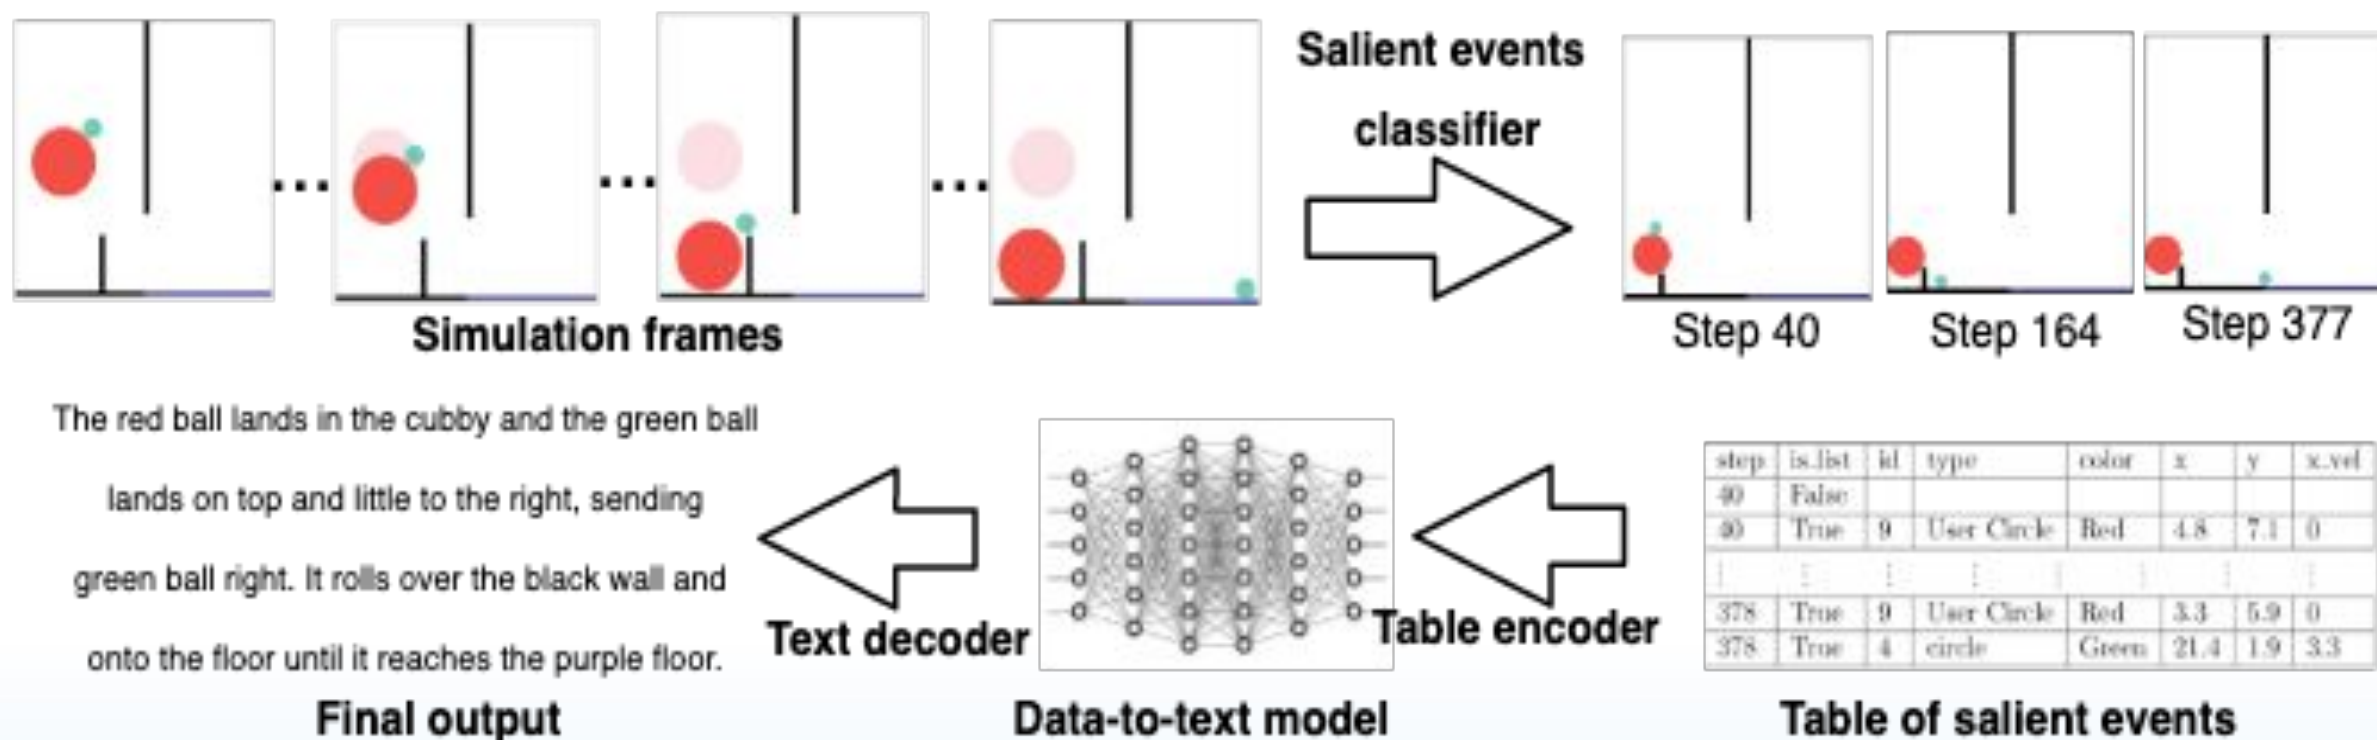 Salient events
classifier
Simulation frames
Step 40
Step 164
Step 377
The red ball lands in the cubby and the green ball
lands on top and little to the right, sending
green ball right. It rolls over the black wall and
onto the floor until it reaches the purple floor.
Final output
Text decoder
Data-to-text model
Table encoder
step is_list id type color x y x_vel
40 False
40 True 9 User Circle Red 4.8 7.1 0
⋮ ⋮ ⋮ ⋮ ⋮ ⋮ ⋮ ⋮
378 True 9 User Circle Red 3.3 5.9 0
378 True 4 circle Green 21.4 1.9 3.3
Table of salient events